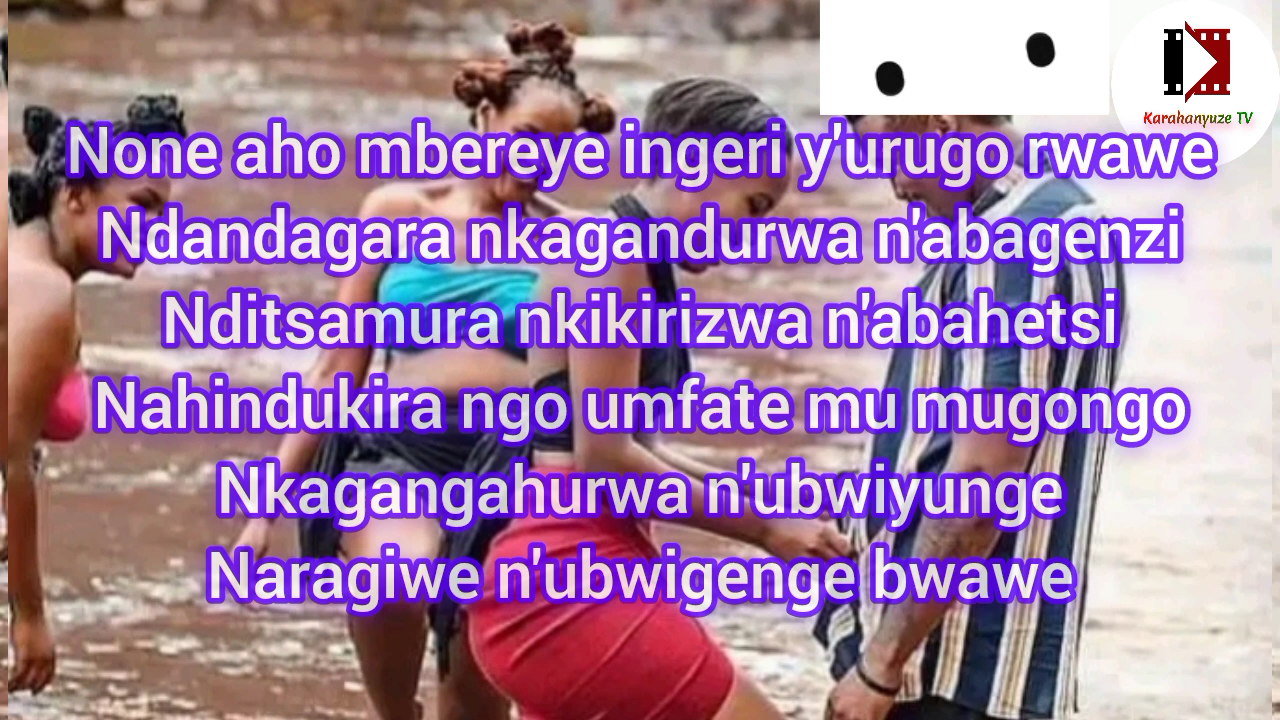 Karahanyuze TV
None aho mbereye ingeri y'urugo rwawe
Ndandagara nkagandurwa n'abagenzi
Nditsamura nkikirizwa n'abahetsi
Nahindukira ngo umfate mu mugongo
Nkagangahurwa n'ubwiyunge
Naragiwe n'ubwigenge bwawe